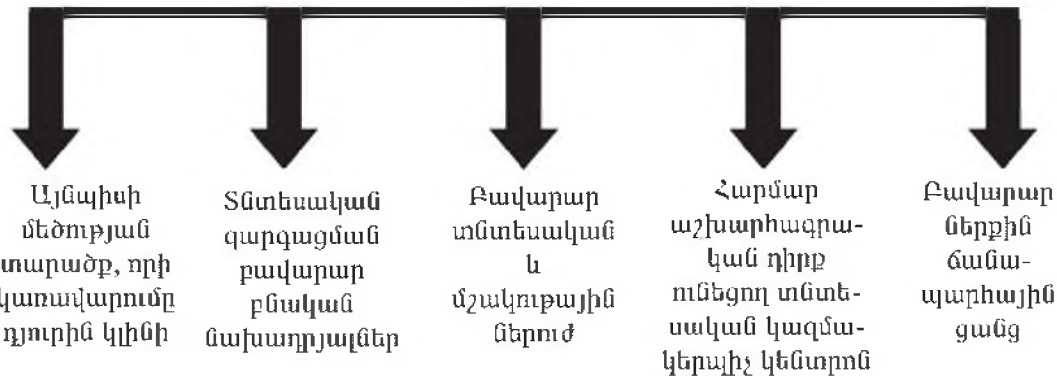 Այնպիսի
մեծության
տարածք, որի
կառավարումը
դյուրին կլինի
Տնտեսական
զարգացման
բավարար
բնական
նախադրյալներ
Բավարար
տնտեսական
և
մշակութային
ներուժ
Հարմար
աշխարհագրա-
կան դիրք
ունեցող տնտե-
սական կազմա-
կերպիչ կենտրոն
Բավարար
ներքին
ճանա-
պարհային
ցանց